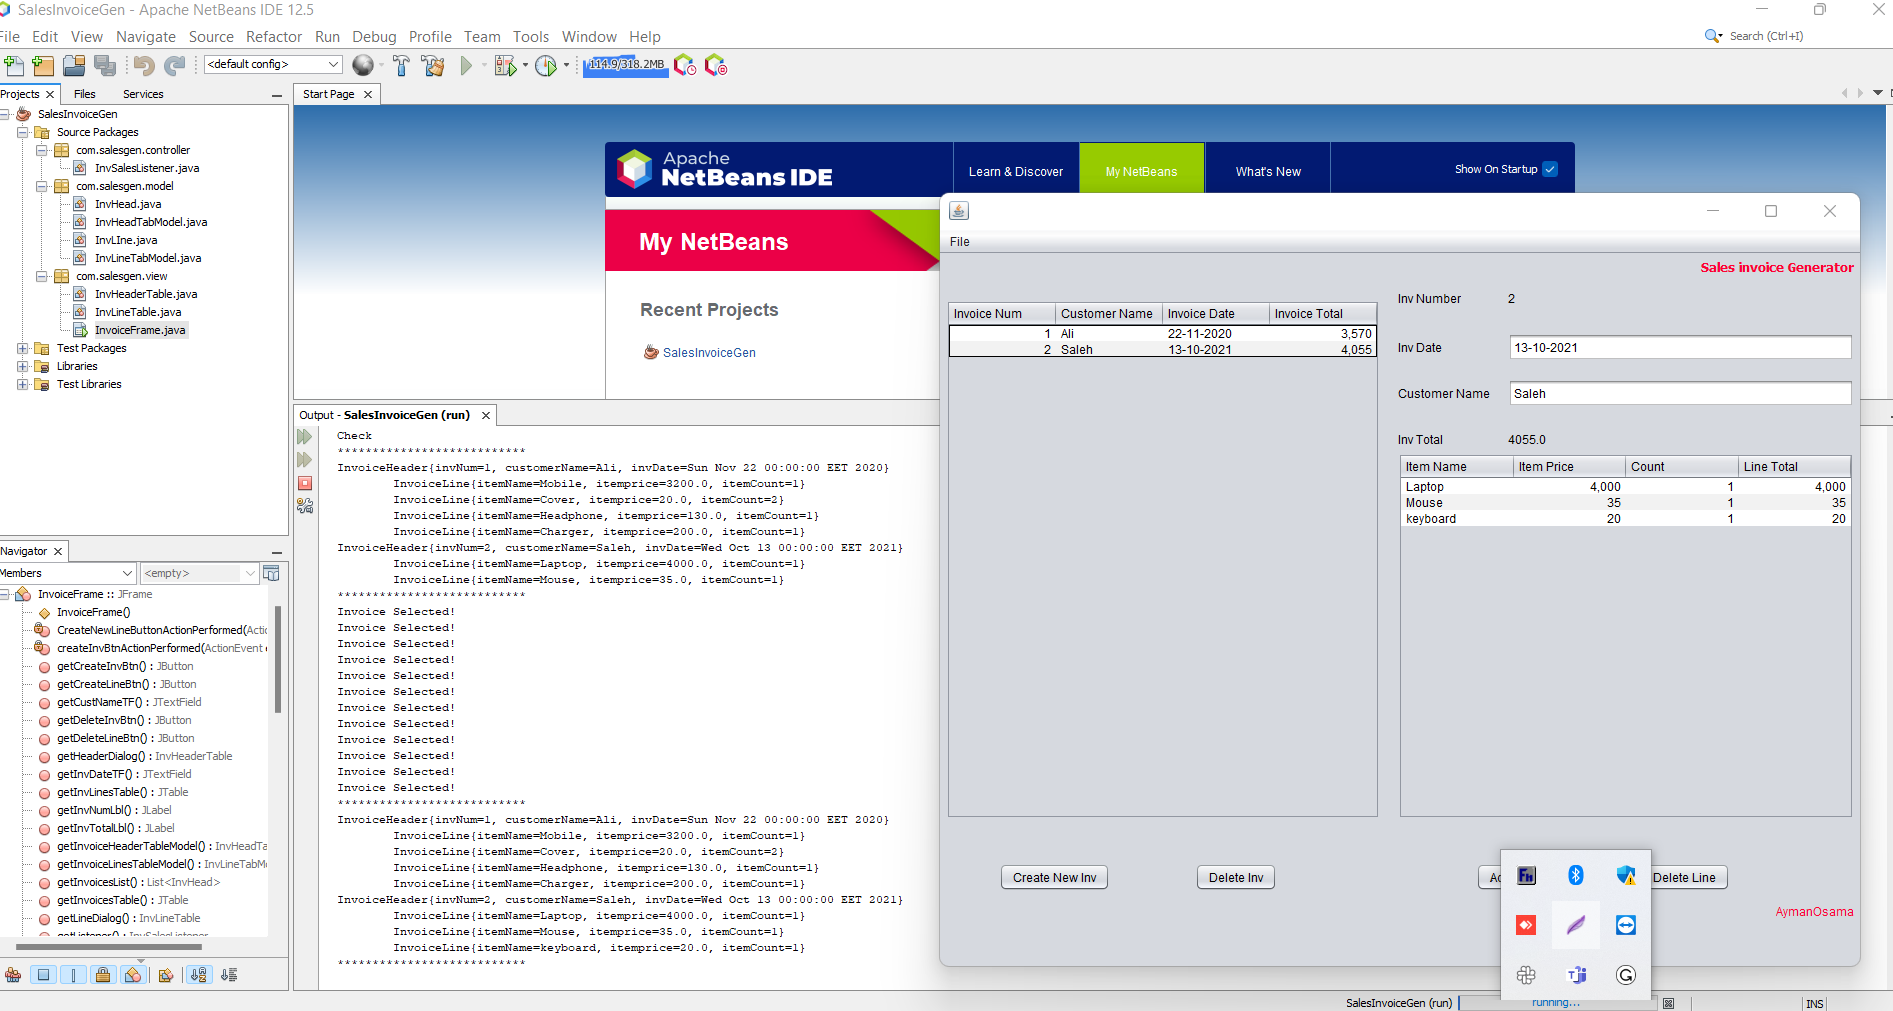 SalesInvoiceGen - Apache NetBeans IDE 12.5
File Edit View Navigate Source Refactor Run Debug Profile Team Tools Window Help
Search (Ctrl+I)
<default config>
114.9/318.2MB
Projects
Files
Services
SalesInvoiceGen
Source Packages
com.salesgen.controller
InvSalesListener.java
com.salesgen.model
InvHead.java
InvHeadTabModel.java
InvLIne.java
InvLineTabModel.java
com.salesgen.view
InvHeaderTable.java
InvLineTable.java
InvoiceFrame.java
Test Packages
Libraries
Test Libraries
Navigator
Members
<empty>
InvoiceFrame :: JFrame
InvoiceFrame()
CreateNewLineButtonActionPerformed(Actic
createInvBtnActionPerformed(ActionEvent
getCreateInvBtn() : JButton
getCreateLineBtn() : JButton
getCustNameTF() : JTextField
getDeleteInvBtn() : JButton
getDeleteLineBtn() : JButton
getHeaderDialog() : InvHeaderTable
getInvDateTF() : JTextField
getInvLinesTable() : JTable
getInvNumLbl() : JLabel
getInvTotalLbl() : JLabel
getInvoiceHeaderTableModel() : InvHeadTa
getInvoiceLinesTableModel() : InvLineTabM
getInvoicesList() : List<InvHead>
getInvoicesTable() : JTable
getLineDialog() : InvLineTable
getListener() : InvSalesListener
Start Page
Apache
NetBeans IDE
Learn & Discover
My NetBeans
What's New
Show On Startup
My NetBeans
Recent Projects
SalesInvoiceGen
Output - SalesInvoiceGen (run)
Check
***************************
InvoiceHeader{invNum=1, customerName=Ali, invDate=Sun Nov 22 00:00:00 EET 2020}
InvoiceLine{itemName=Mobile, itemprice=3200.0, itemCount=1}
InvoiceLine{itemName=Cover, itemprice=20.0, itemCount=2}
InvoiceLine{itemName=Headphone, itemprice=130.0, itemCount=1}
InvoiceLine{itemName=Charger, itemprice=200.0, itemCount=1}
InvoiceHeader{invNum=2, customerName=Saleh, invDate=Wed Oct 13 00:00:00 EET 2021}
InvoiceLine{itemName=Laptop, itemprice=4000.0, itemCount=1}
InvoiceLine{itemName=Mouse, itemprice=35.0, itemCount=1}
***************************
Invoice Selected!
Invoice Selected!
Invoice Selected!
Invoice Selected!
Invoice Selected!
Invoice Selected!
Invoice Selected!
Invoice Selected!
Invoice Selected!
Invoice Selected!
Invoice Selected!
Invoice Selected!
***************************
InvoiceHeader{invNum=1, customerName=Ali, invDate=Sun Nov 22 00:00:00 EET 2020}
InvoiceLine{itemName=Mobile, itemprice=3200.0, itemCount=1}
InvoiceLine{itemName=Cover, itemprice=20.0, itemCount=2}
InvoiceLine{itemName=Headphone, itemprice=130.0, itemCount=1}
InvoiceLine{itemName=Charger, itemprice=200.0, itemCount=1}
InvoiceHeader{invNum=2, customerName=Saleh, invDate=Wed Oct 13 00:00:00 EET 2021}
InvoiceLine{itemName=Laptop, itemprice=4000.0, itemCount=1}
InvoiceLine{itemName=Mouse, itemprice=35.0, itemCount=1}
InvoiceLine{itemName=keyboard, itemprice=20.0, itemCount=1}
***************************
File
Sales invoice Generator
Invoice Num Customer Name Invoice Date Invoice Total
1 Ali 22-11-2020 3,570
2 Saleh 13-10-2021 4,055
Inv Number 2
Inv Date 13-10-2021
Customer Name Saleh
Inv Total 4055.0
Item Name Item Price Count Line Total
Laptop 4,000 1 4,000
Mouse 35 1 35
keyboard 20 1 20
Create New Inv
Delete Inv
Delete Line
AymanOsama
SalesInvoiceGen (run)
running...
INS